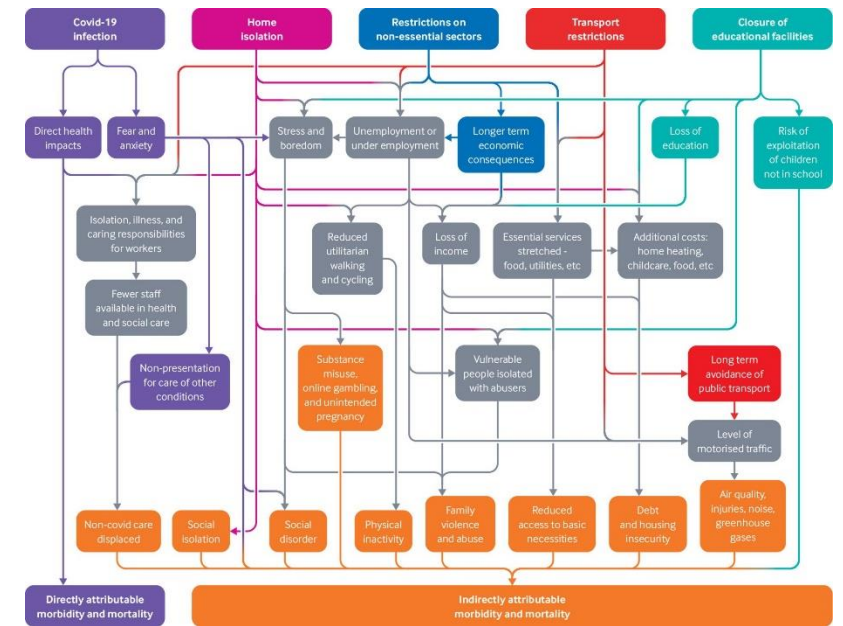 Covid-19
infection
Home
isolation
Restrictions on
non-essential sectors
Transport
restrictions
Closure of
educational facilities
Direct health
impacts
Fear and
anxiety
Stress and
boredom
Unemployment or
under employment
Longer term
economic
consequences
Loss of
education
Risk of
exploitation
of children
not in school
Isolation, illness, and
caring responsibilities
for workers
Reduced
utilitarian
walking
and cycling
Loss of
income
Essential services
stretched -
food, utilities, etc
Additional costs:
home heating,
childcare, food, etc
Fewer staff
available in health
and social care
Non-presentation
for care of other
conditions
Substance
misuse,
online gambling,
and unintended
pregnancy
Vulnerable
people isolated
with abusers
Long term
avoidance of
public transport
Level of
motorised traffic
Non-covid care
displaced
Social
isolation
Social
disorder
Physical
inactivity
Family
violence
and abuse
Reduced
access to basic
necessities
Debt
and housing
insecurity
Air quality,
injuries, noise,
greenhouse
gases
Directly attributable
morbidity and mortality
Indirectly attributable
morbidity and mortality